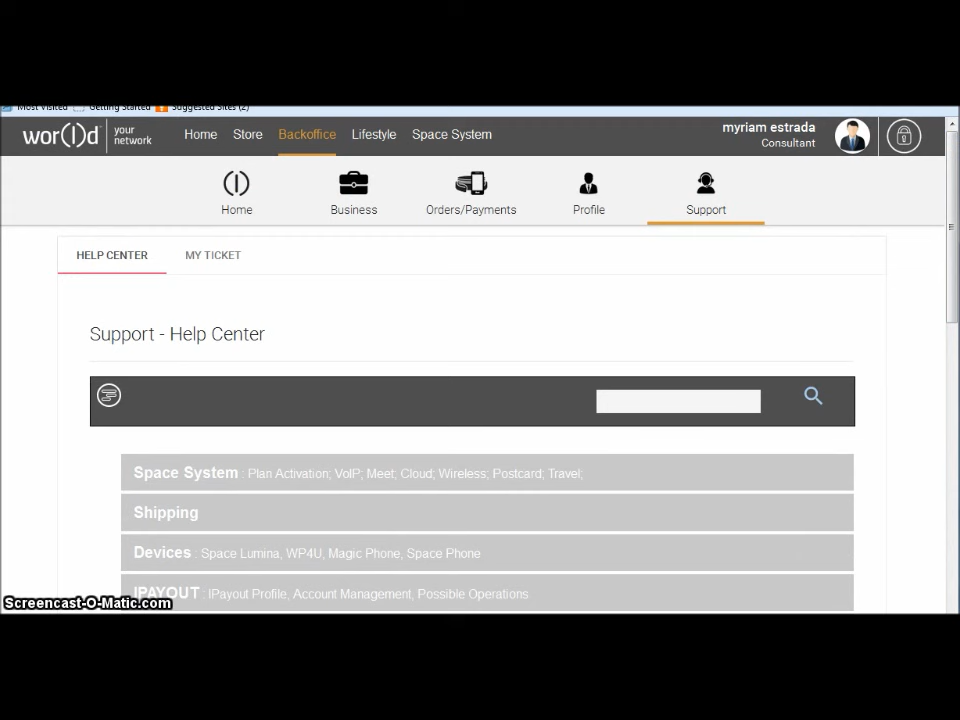 Most Visited Getting Started Suggested Sites (2)
wor(l)d your network Home Store Backoffice Lifestyle Space System myriam estrada Consultant
Home Business Orders/Payments Profile Support
HELP CENTER MY TICKET
Support - Help Center
Space System : Plan Activation; VoIP; Meet; Cloud; Wireless; Postcard; Travel;
Shipping
Devices : Space Lumina, WP4U, Magic Phone, Space Phone
IPAYOUT : IPayout Profile, Account Management, Possible Operations
Screencast-O-Matic.com